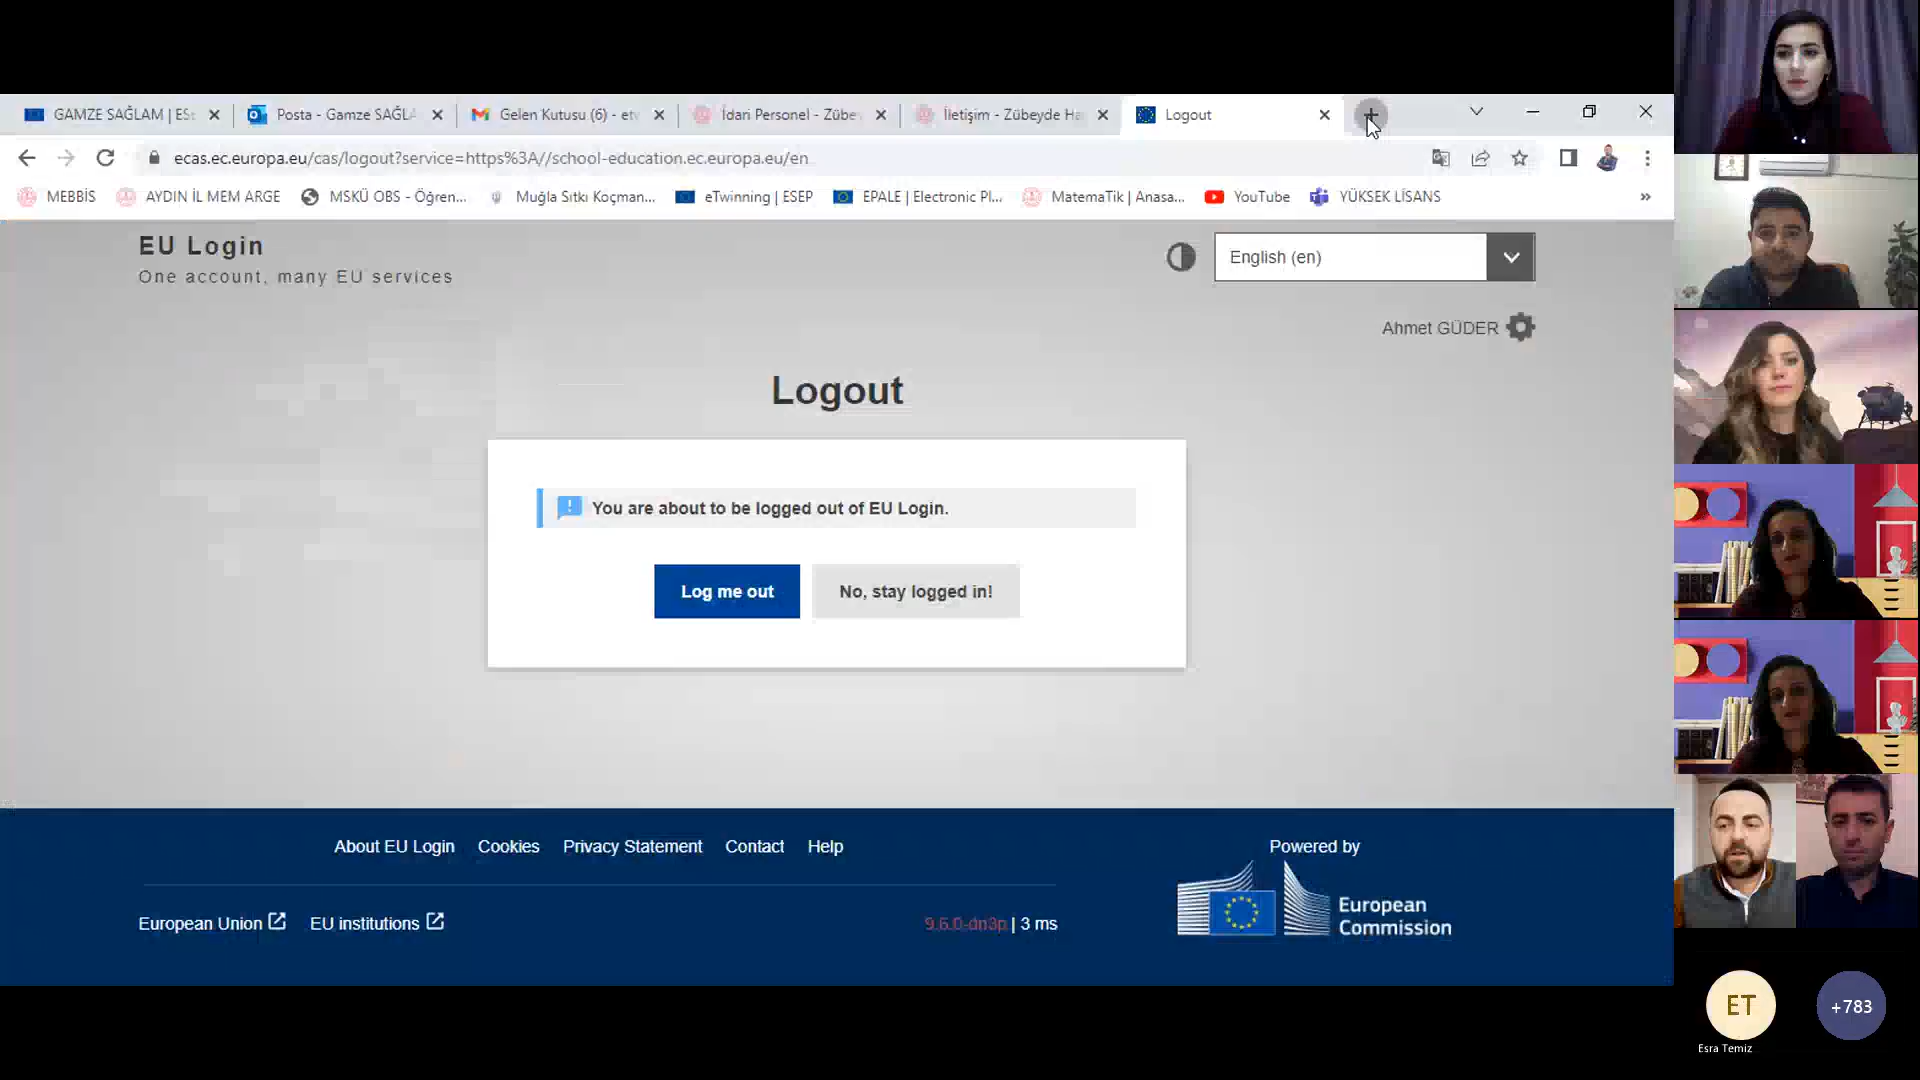 GAMZE SAĞLAM | ES
Posta - Gamze SAĞLA
Gelen Kutusu (6) - etw
İdari Personel - Zübey
İletişim - Zübeyde Ha
Logout
ecas.ec.europa.eu/cas/logout?service=https%3A//school-education.ec.europa.eu/en
MEBBİS
AYDIN İL MEM ARGE
MSKÜ OBS - Öğren...
Muğla Sıtkı Koçman...
eTwinning | ESEP
EPALE | Electronic Pl...
MatemaTik | Anasa...
YouTube
YÜKSEK LİSANS
»
EU Login
One account, many EU services
English (en)
Ahmet GÜDER
Logout
You are about to be logged out of EU Login.
Log me out
No, stay logged in!
About EU Login
Cookies
Privacy Statement
Contact
Help
Powered by
European Union
EU institutions
9.6.0-dn3p | 3 ms
European
Commission
ET
+783
Esra Temiz